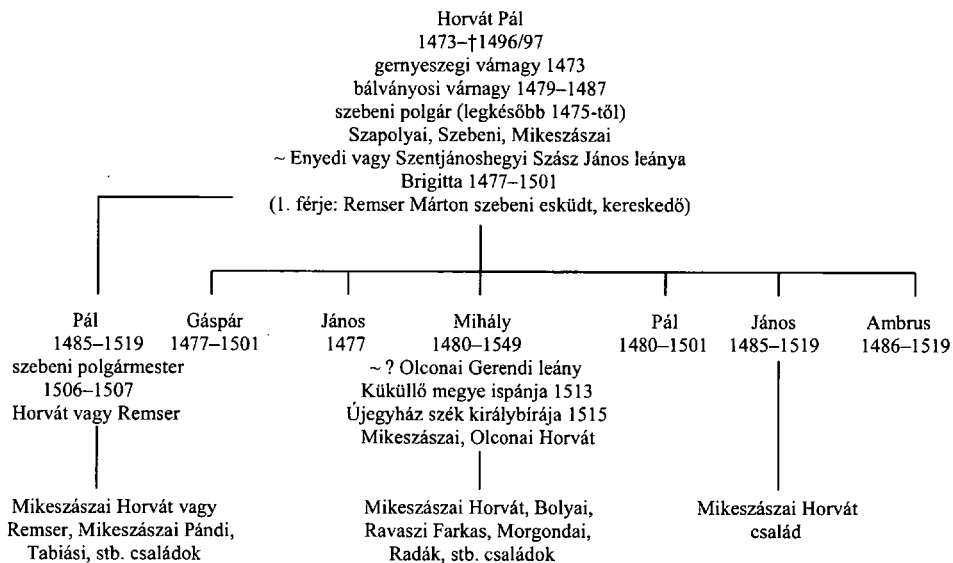 Horvát Pál
1473–†1496/97
gernyeszegi várnagy 1473
bálványosi várnagy 1479–1487
szebeni polgár (legkésőbb 1475-től)
Szapolyai, Szebeni, Mikeszászai
~ Enyedi vagy Szentjánoshegyi Szász János leánya
Brigitta 1477–1501
(1. férje: Remser Márton szebeni esküdt, kereskedő)
Pál
1485–1519
szebeni polgármester
1506–1507
Horvát vagy Remser
Mikeszászai Horvát vagy
Remser, Mikeszászai Pándi,
Tabiási, stb. családok
Gáspár
1477–1501
János
1477
Mihály
1480–1549
~ ? Olconai Gerendi leány
Küküllő megye ispánja 1513
Újegyház szék királybírája 1515
Mikeszászai, Olconai Horvát
Mikeszászai Horvát, Bolyai,
Ravaszi Farkas, Morgondai,
Radák, stb. családok
Pál
1480–1501
János
1485–1519
Mikeszászai Horvát
család
Ambrus
1486–1519